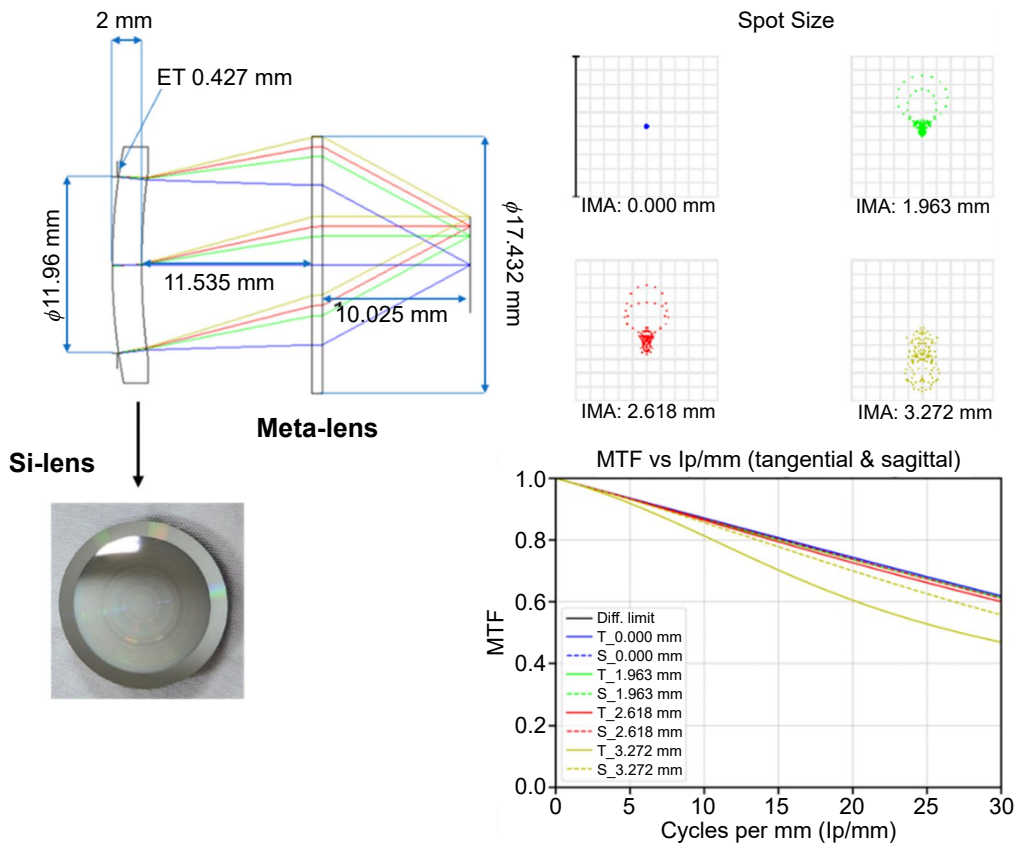 2 mm
ET 0.427 mm
ϕ11.96 mm
11.535 mm
10.025 mm
ϕ17.432 mm
Meta-lens
Si-lens
Spot Size
IMA: 0.000 mm
IMA: 1.963 mm
IMA: 2.618 mm
IMA: 3.272 mm
MTF vs Ip/mm (tangential & sagittal)
MTF
1.0
0.8
0.6
0.4
0.2
0.0
Diff. limit
T_0.000 mm
S_0.000 mm
T_1.963 mm
S_1.963 mm
T_2.618 mm
S_2.618 mm
T_3.272 mm
S_3.272 mm
0 5 10 15 20 25 30
Cycles per mm (Ip/mm)